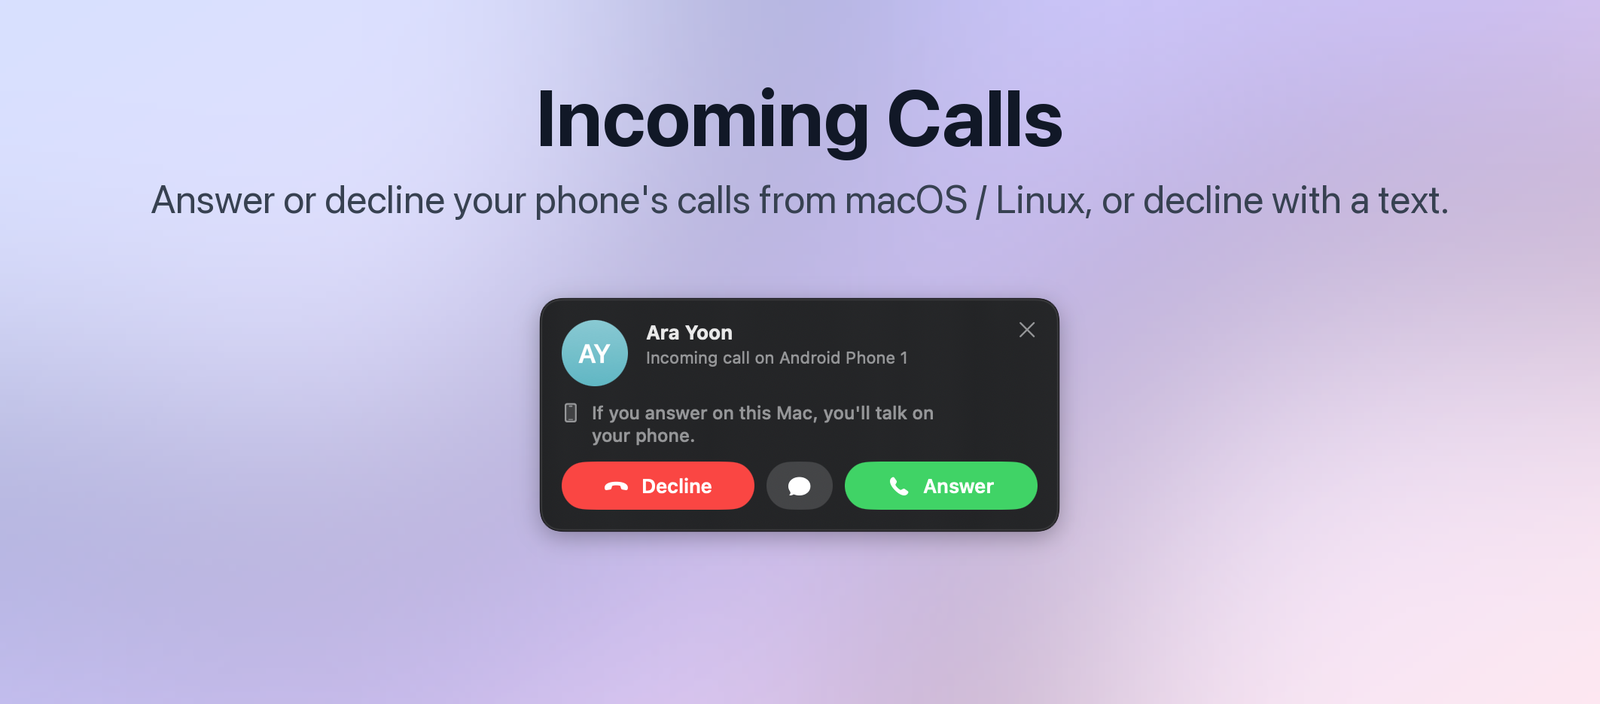 Incoming Calls
Answer or decline your phone's calls from macOS / Linux, or decline with a text.
AY
Ara Yoon
Incoming call on Android Phone 1
If you answer on this Mac, you'll talk on
your phone.
Decline
Answer